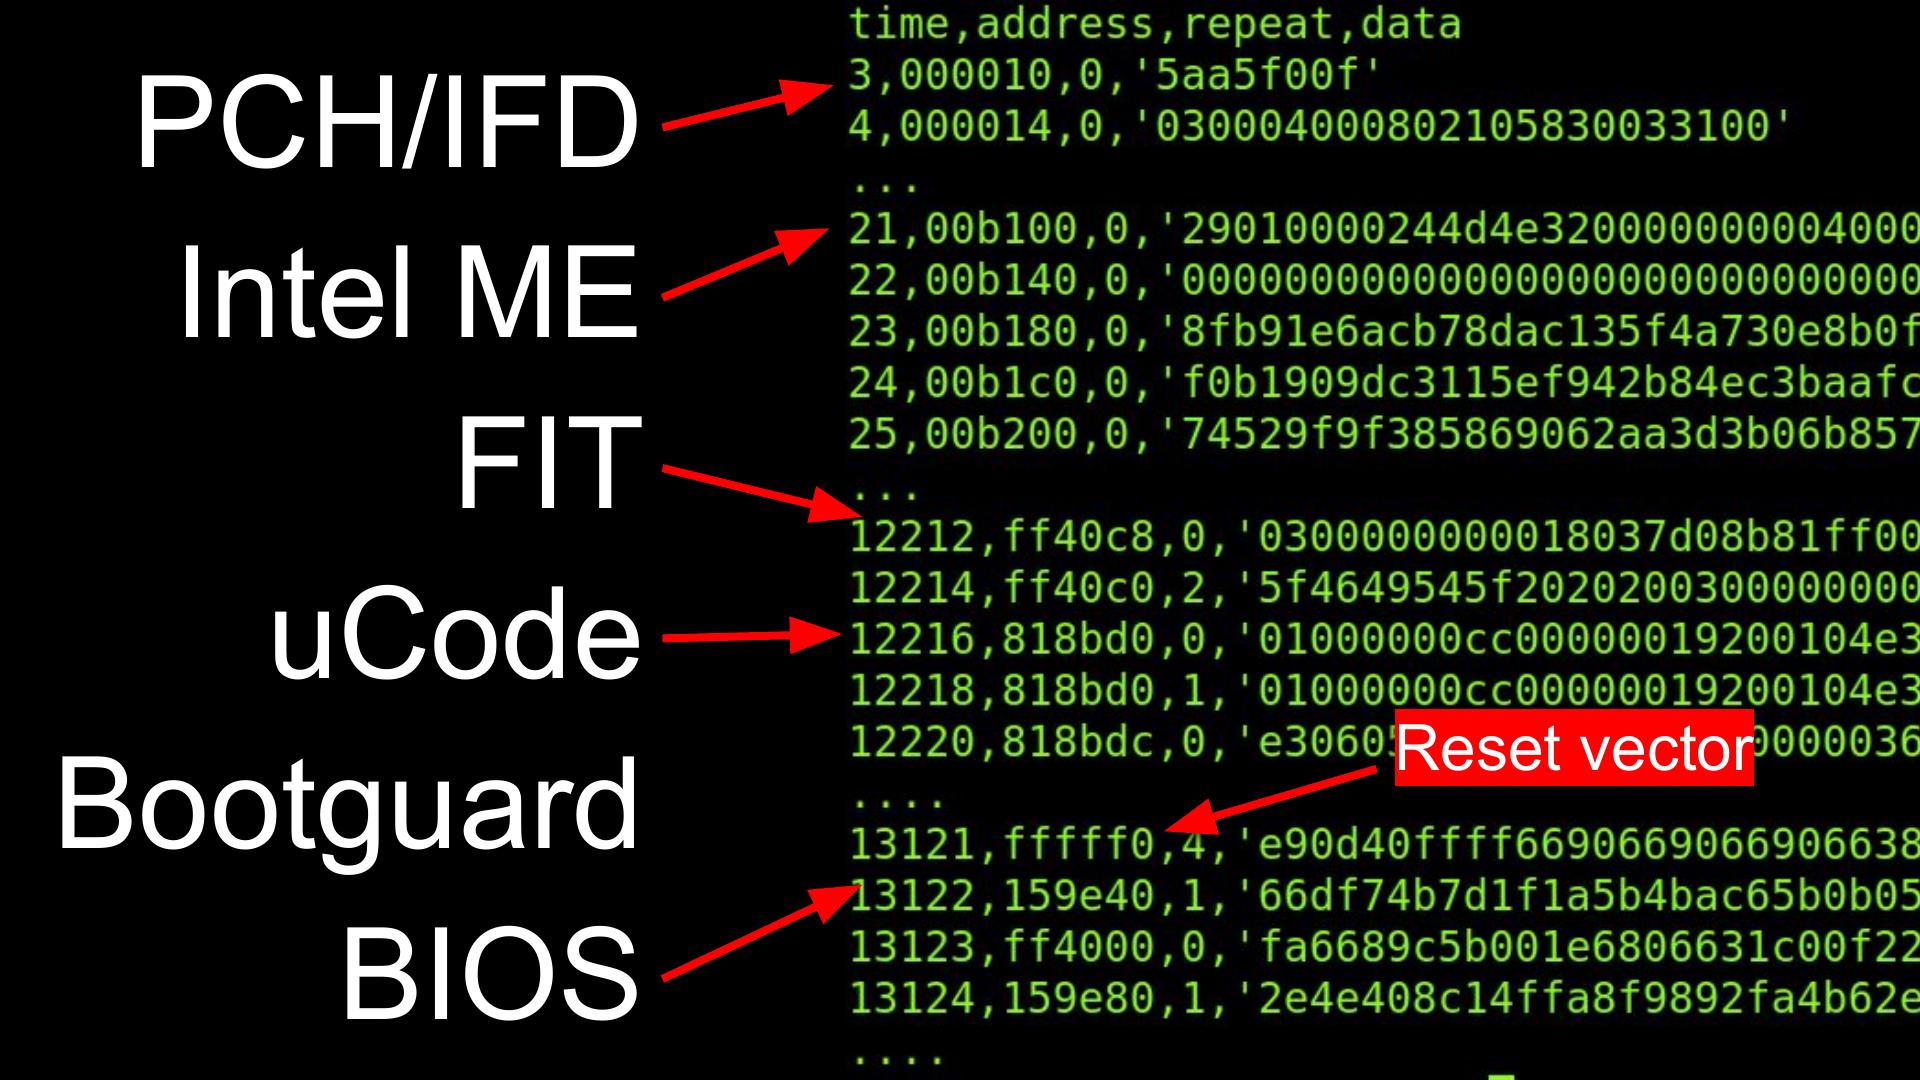 PCH/IFD
Intel ME
FIT
uCode
Bootguard
BIOS
time,address,repeat,data
3,000010,0,'5aa5f00f'
4,000014,0,'030004000802105830033100'
...
21,00b100,0,'29010000244d4e3200000000004000
22,00b140,0,'00000000000000000000000000000
23,00b180,0,'8fb91e6acb78dac135f4a730e8b0f
24,00b1c0,0,'f0b1909dc3115ef942b84ec3baafc
25,00b200,0,'74529f9f385869062aa3d3b06b857
...
12212,ff40c8,0,'0300000000018037d08b81ff00
12214,ff40c0,2,'5f4649545f2020200300000000
12216,818bd0,0,'01000000cc00000019200104e3
12218,818bd0,1,'01000000cc00000019200104e3
12220,818bdc,0,'e3060
Reset vector
000036
....
13121,fffff0,4,'e90d40ffff6690669066906638
13122,159e40,1,'66df74b7d1f1a5b4bac65b0b05
13123,ff4000,0,'fa6689c5b001e6806631c00f22
13124,159e80,1,'2e4e408c14ffa8f9892fa4b62e
....